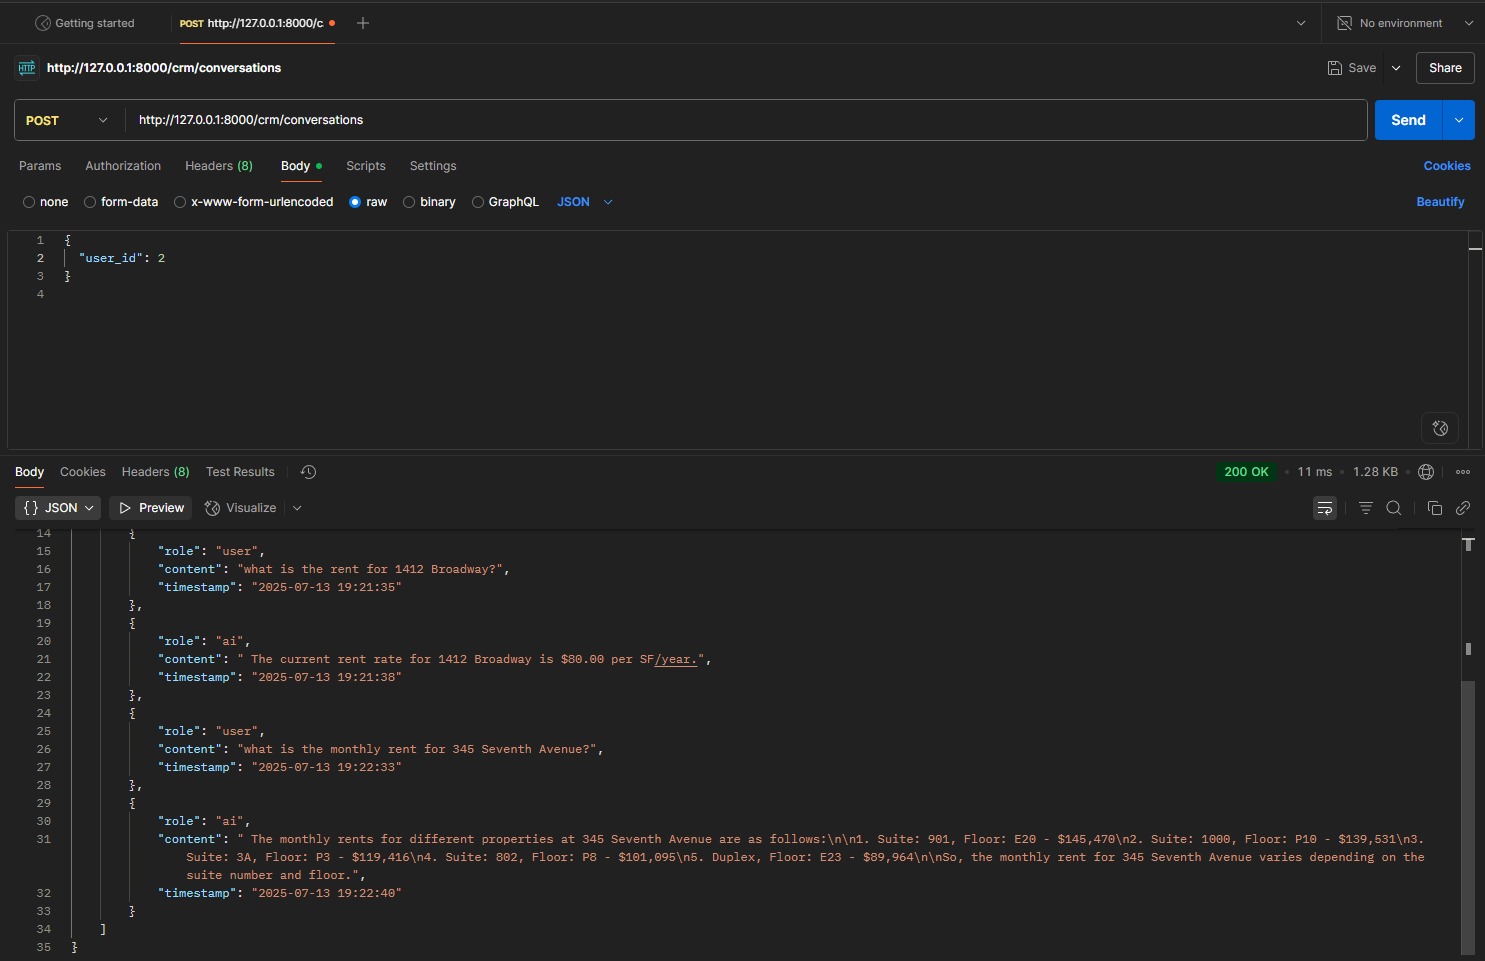 Getting started
POST http://127.0.0.1:8000/c
No environment
HTTP http://127.0.0.1:8000/crm/conversations
Save
Share
POST http://127.0.0.1:8000/crm/conversations
Send
Params Authorization Headers (8) Body Scripts Settings
Cookies
none form-data x-www-form-urlencoded raw binary GraphQL JSON
Beautify
1 {
2 "user_id": 2
3 }
4
Body Cookies Headers (8) Test Results
200 OK 11 ms 1.28 KB
{} JSON Preview Visualize
14 {
15 "role": "user",
16 "content": "what is the rent for 1412 Broadway?",
17 "timestamp": "2025-07-13 19:21:35"
18 },
19 {
20 "role": "ai",
21 "content": " The current rent rate for 1412 Broadway is $80.00 per SF/year.",
22 "timestamp": "2025-07-13 19:21:38"
23 },
24 {
25 "role": "user",
26 "content": "what is the monthly rent for 345 Seventh Avenue?",
27 "timestamp": "2025-07-13 19:22:33"
28 },
29 {
30 "role": "ai",
31 "content": " The monthly rents for different properties at 345 Seventh Avenue are as follows:\n\n1. Suite: 901, Floor: E20 - $145,470\n2. Suite: 1000, Floor: P10 - $139,531\n3.
Suite: 3A, Floor: P3 - $119,416\n4. Suite: 802, Floor: P8 - $101,095\n5. Duplex, Floor: E23 - $89,964\n\nSo, the monthly rent for 345 Seventh Avenue varies depending on the
suite number and floor.",
32 "timestamp": "2025-07-13 19:22:40"
33 }
34 ]
35 }